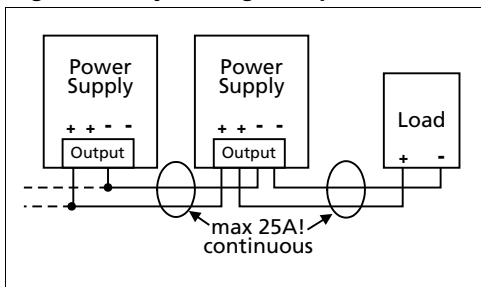 Power
Supply
+ + - -
Output
Power
Supply
+ + - -
Output
Load
+ -
max 25A!
continuous